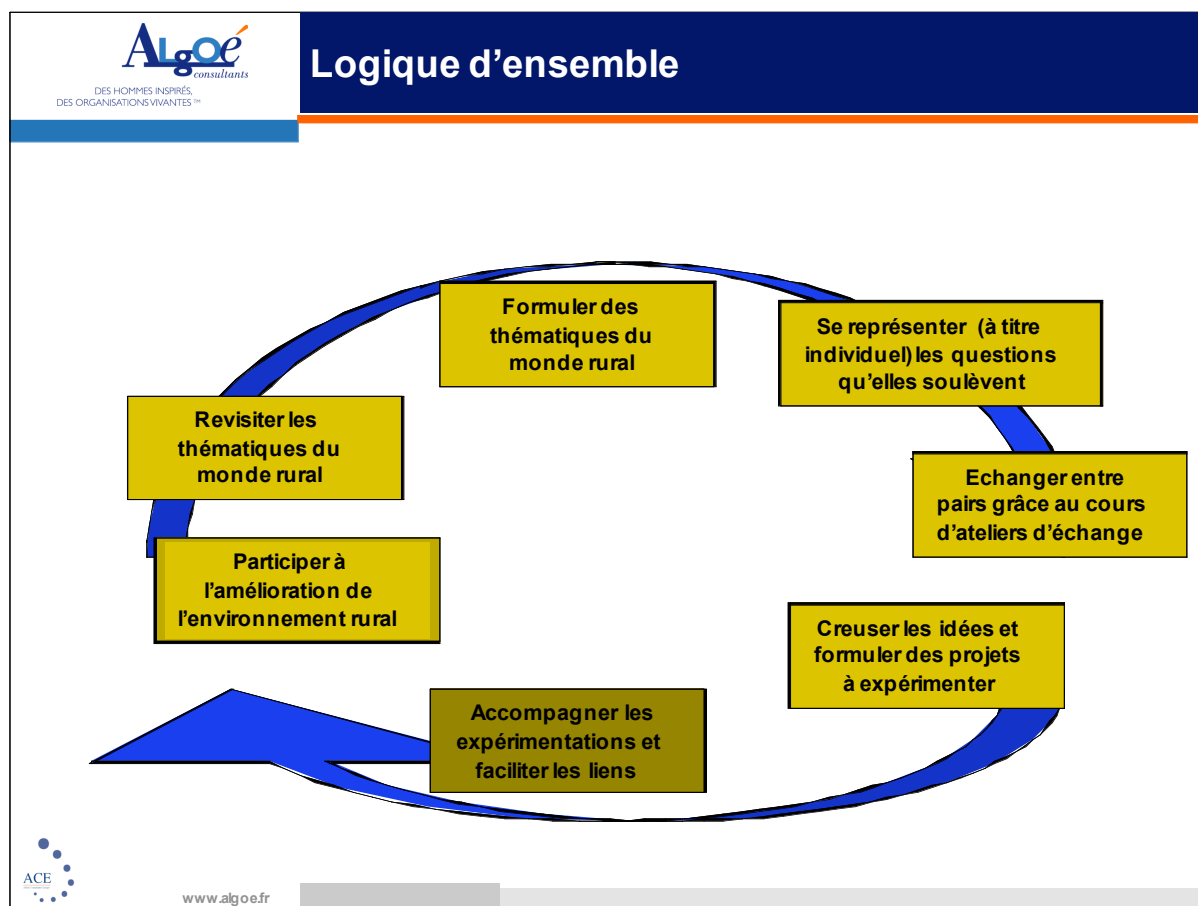 ALgOé
consultants
DES HOMMES INSPIRÉS,
DES ORGANISATIONS VIVANTES ™
Logique d’ensemble
Formuler des
thématiques du
monde rural
Se représenter (à titre
individuel) les questions
qu’elles soulèvent
Revisiter les
thématiques du
monde rural
Echanger entre
pairs grâce au cours
d’ateliers d’échange
Participer à
l’amélioration de
l’environnement rural
Creuser les idées et
formuler des projets
à expérimenter
Accompagner les
expérimentations et
faciliter les liens
ACE
www.algoe.fr